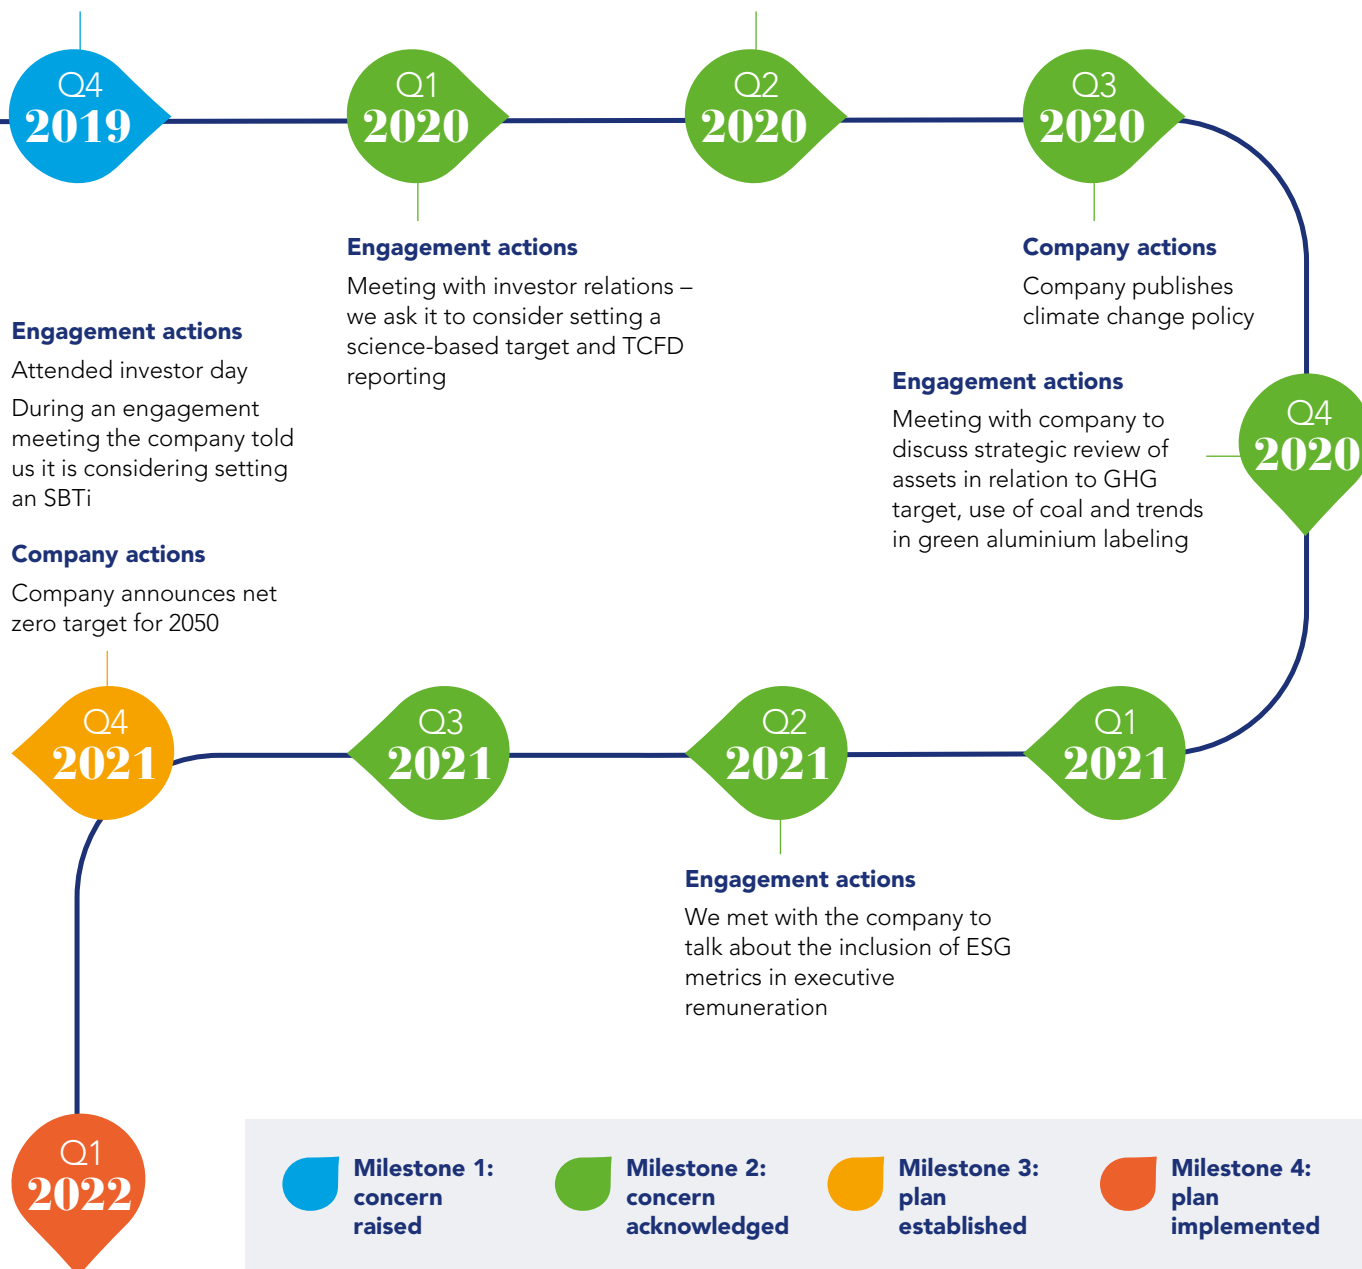 Q4
2019
Q1
2020
Q2
2020
Q3
2020
Engagement actions
Meeting with investor relations –
we ask it to consider setting a
science-based target and TCFD
reporting
Company actions
Company publishes
climate change policy
Engagement actions
Meeting with company to
discuss strategic review of
assets in relation to GHG
target, use of coal and trends
in green aluminium labeling
Q4
2020
Engagement actions
Attended investor day
During an engagement
meeting the company told
us it is considering setting
an SBTi
Company actions
Company announces net
zero target for 2050
Q4
2021
Q3
2021
Q2
2021
Q1
2021
Engagement actions
We met with the company to
talk about the inclusion of ESG
metrics in executive
remuneration
Q1
2022
Milestone 1:
concern
raised
Milestone 2:
concern
acknowledged
Milestone 3:
plan
established
Milestone 4:
plan
implemented